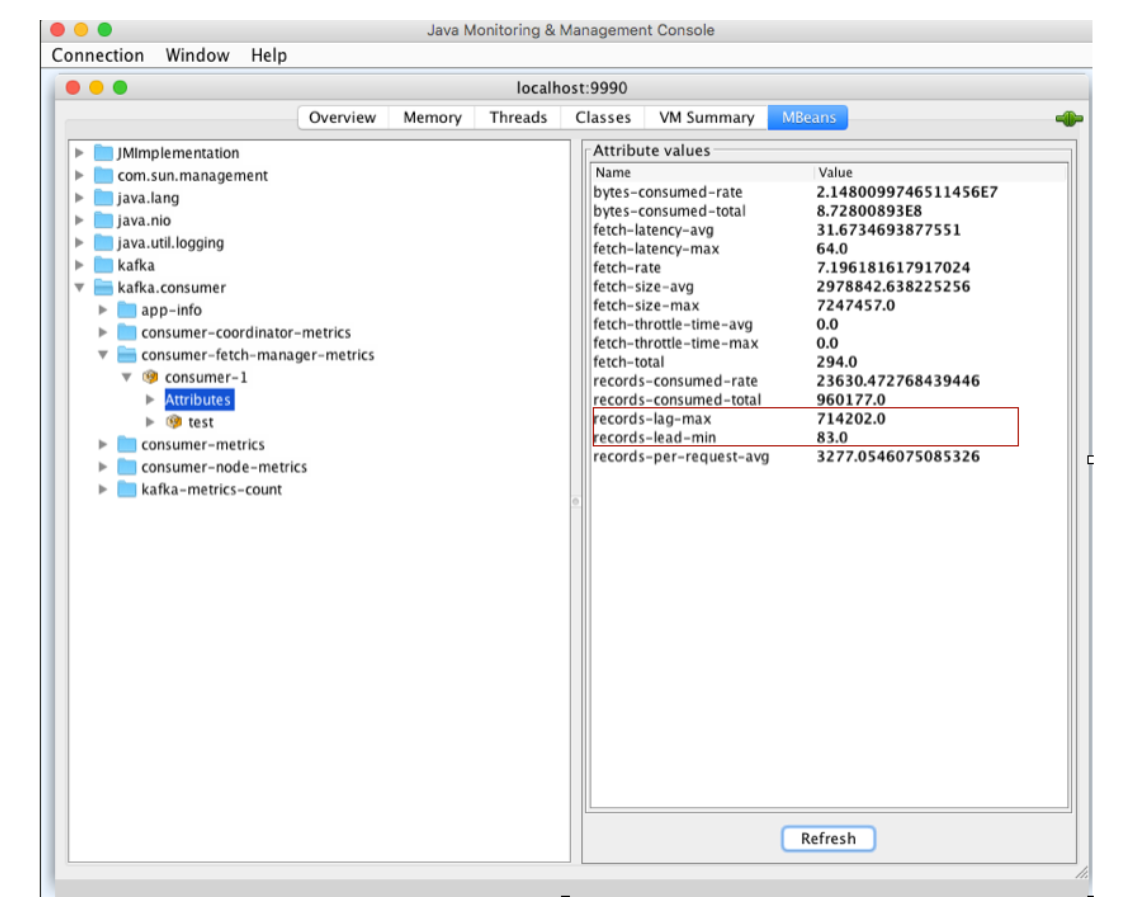 Java Monitoring & Management Console
Connection Window Help
localhost:9990
Overview Memory Threads Classes VM Summary MBeans
JMImplementation
com.sun.management
java.lang
java.nio
java.util.logging
kafka
kafka.consumer
app-info
consumer-coordinator-metrics
consumer-fetch-manager-metrics
consumer-1
Attributes
test
consumer-metrics
consumer-node-metrics
kafka-metrics-count
Attribute values
Name Value
bytes-consumed-rate 2.1480099746511456E7
bytes-consumed-total 8.72800893E8
fetch-latency-avg 31.6734693877551
fetch-latency-max 64.0
fetch-rate 7.196181617917024
fetch-size-avg 2978842.638225256
fetch-size-max 7247457.0
fetch-throttle-time-avg 0.0
fetch-throttle-time-max 0.0
fetch-total 294.0
records-consumed-rate 23630.472768439446
records-consumed-total 960177.0
records-lag-max 714202.0
records-lead-min 83.0
records-per-request-avg 3277.0546075085326
Refresh